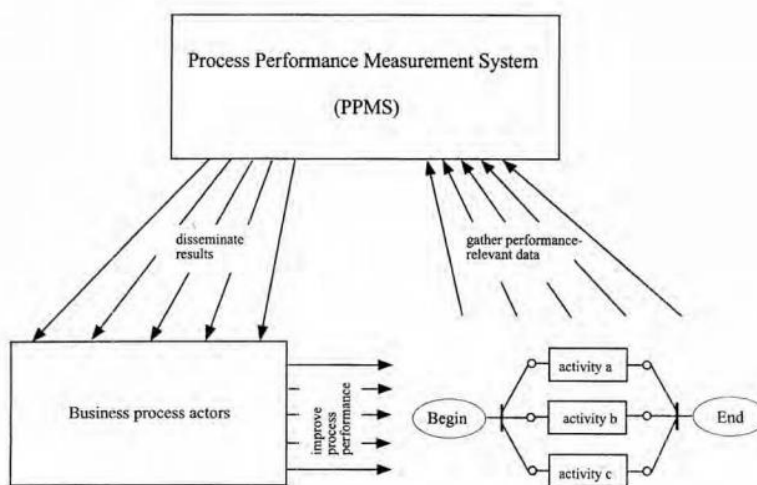 Process Performance Measurement System
(PPMS)
disseminate
results
gather performance-
relevant data
Business process actors
improve
process
performance
Begin
activity a
activity b
activity c
End